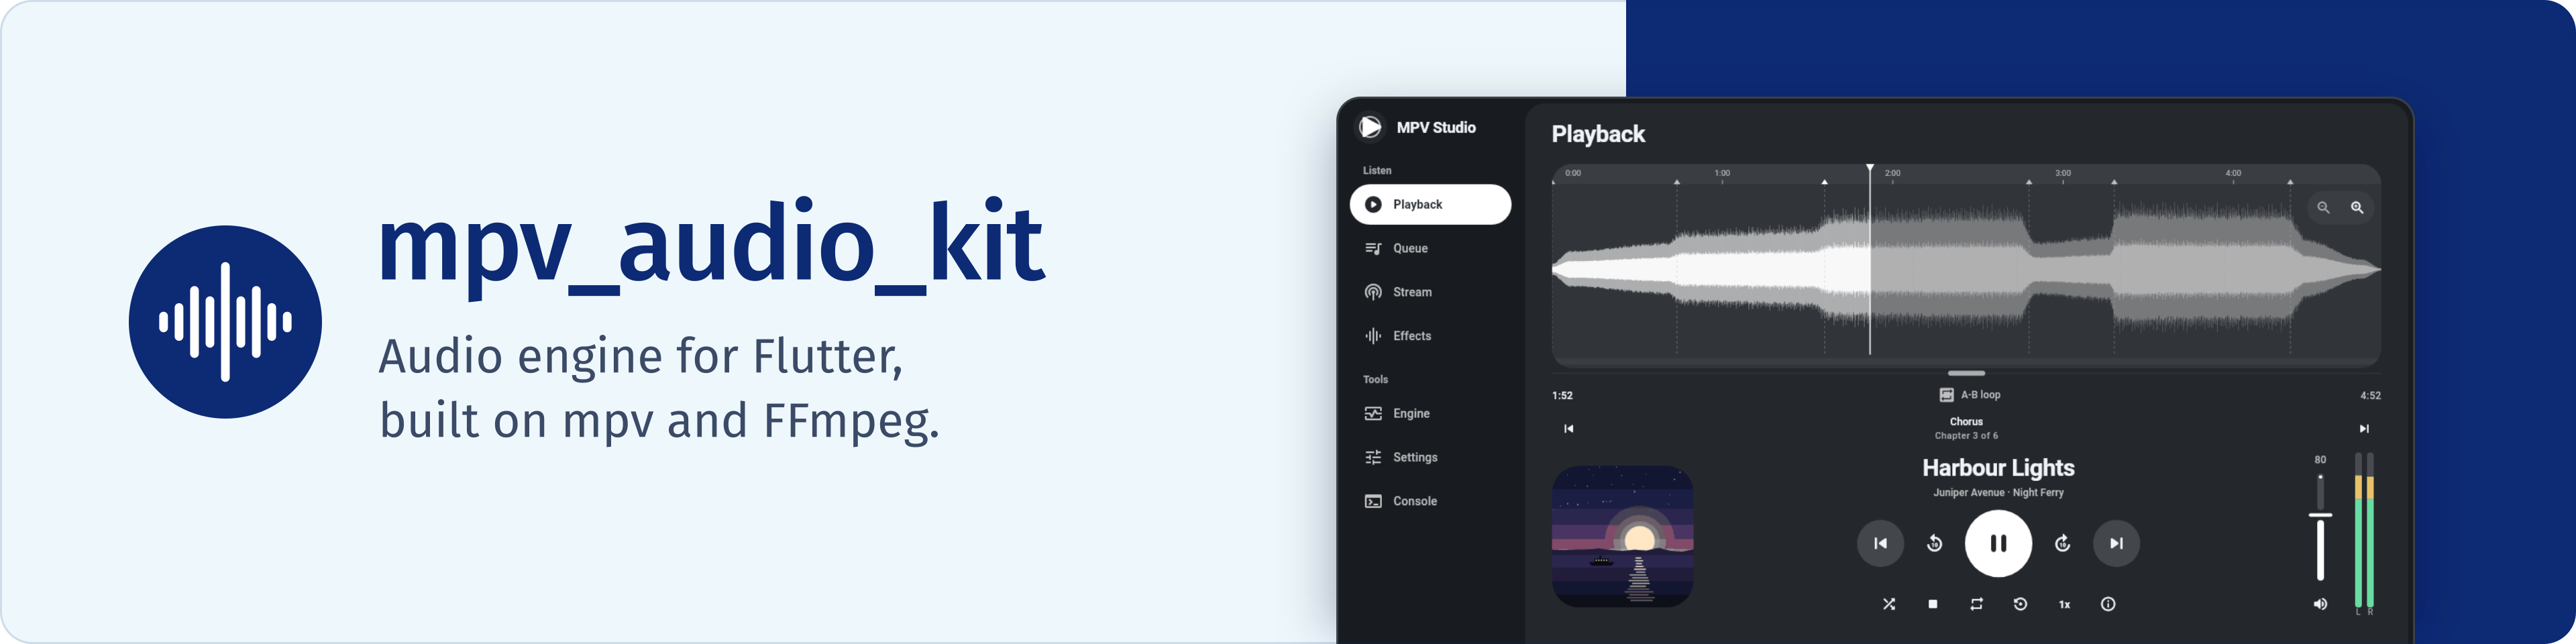 mpv_audio_kit
Audio engine for Flutter,
built on mpv and FFmpeg.
MPV Studio
Listen
Playback
Queue
Stream
Effects
Tools
Engine
Settings
Console
Playback
0:00 1:00 2:00 3:00 4:00
1:52 A-B loop 4:52
Chorus
Chapter 3 of 6
Harbour Lights
Juniper Avenue · Night Ferry
80
10 10
1x
L R